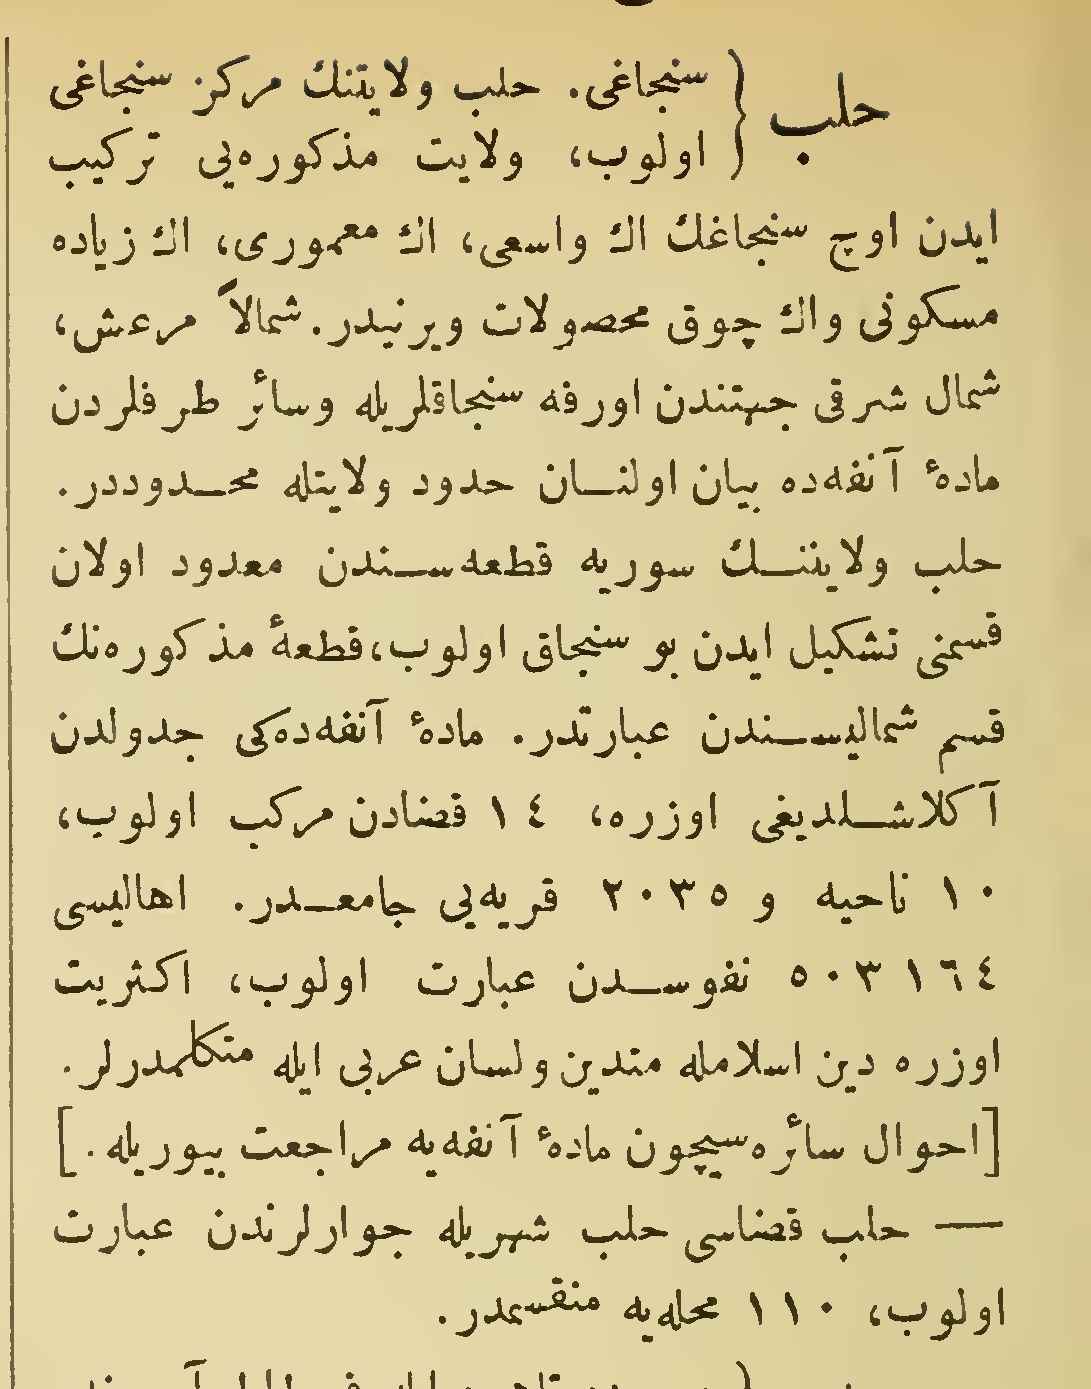 حلب { سنجاغی. حلب ولایتنك مركز سنجاغی
اولوب، ولایت مذكوره‌یی تركیب
ایدن اوچ سنجاغك اك واسعی، اك معموری، اك زیاده
مسكونی واك چوق محصولات ویرنیدر. شمالاً مرعش،
شمال شرقی جهتندن اورفه سنجاقلریله وسائر طرفلردن
مادهٔ آنفه‌ده بیان اولنان حدود ولایتله محدوددر.
حلب ولایتنك سوریه قطعه‌سندن معدود اولان
قسمنی تشكیل ایدن بو سنجاق اولوب، قطعهٔ مذكوره‌نك
قسم شمالیسندن عبارتدر. مادهٔ آنفه‌ده‌كی جدولدن
آكلاشلدیغی اوزره، ١٤ قضادن مركب اولوب،
١٠ ناحیه و ٢٠٣٥ قریه‌یی جامعدر. اهالیسی
٥٠٣١٦٤ نفوسدن عبارت اولوب، اكثریت
اوزره دین اسلامله متدین ولسان عربی ایله متكلمدرلر.
[احوال سائره‌سیچون مادهٔ آنفه‌یه مراجعت بیوریله.]
— حلب قضاسی حلب شهریله جوارلرندن عبارت
اولوب، ١١٠ محله‌یه منقسمدر.